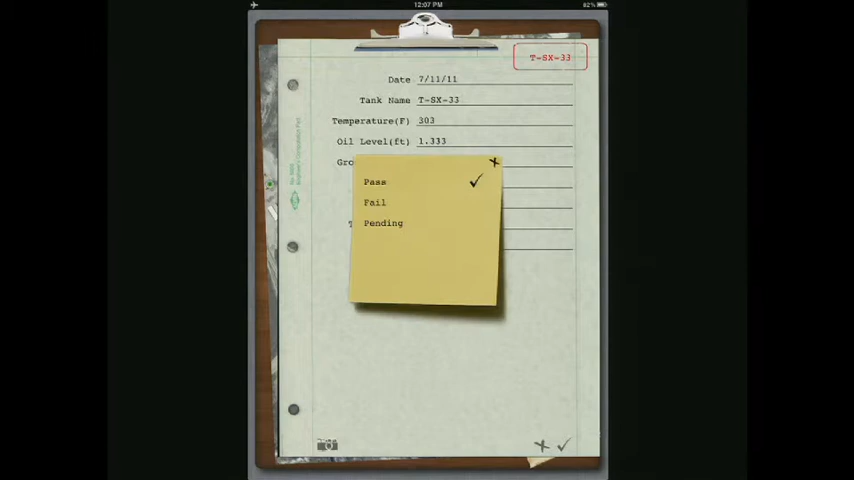 12:07 PM
82%
T-SX-33
Date 7/11/11
Tank Name T-SX-33
Temperature(F) 303
Oil Level(ft) 1.333
Gro
Pass
Fail
Pending
T